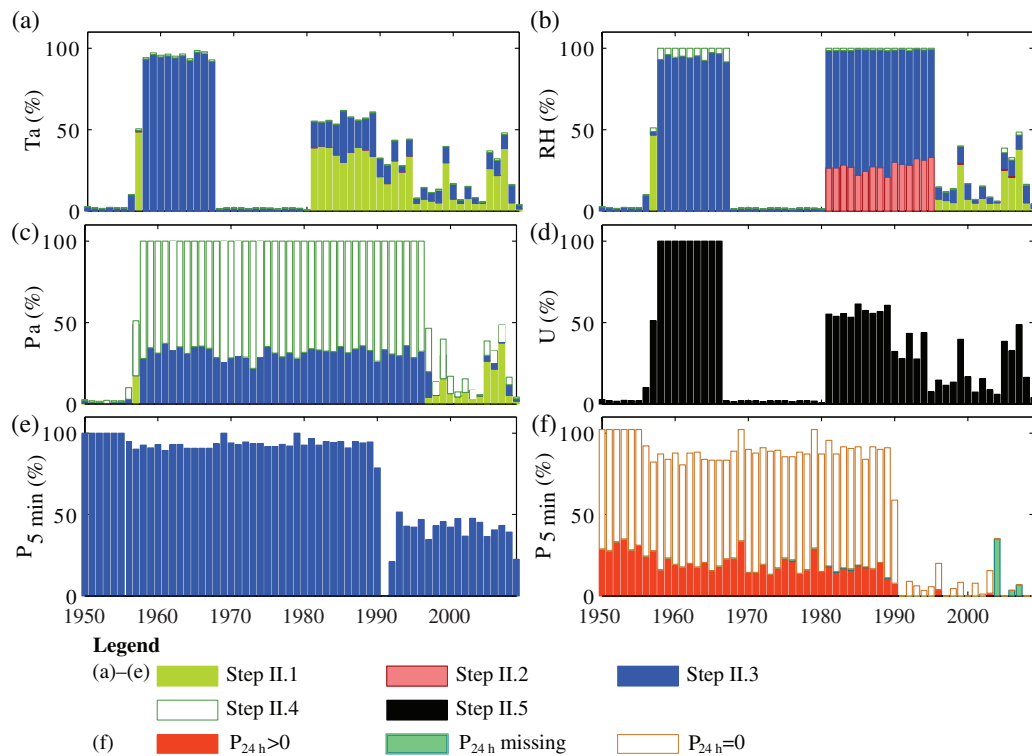 (a)
(b)
100
50
0
Ta (%)
100
50
0
RH (%)
(c)
(d)
100
50
0
Pa (%)
100
50
0
U (%)
(e)
(f)
100
50
0
P5 min (%)
100
50
0
P5 min (%)
1950 1960 1970 1980 1990 2000
1950 1960 1970 1980 1990 2000
Legend
(a)–(e) Step II.1 Step II.2 Step II.3
Step II.4 Step II.5
(f) P24 h>0 P24 h missing P24 h=0